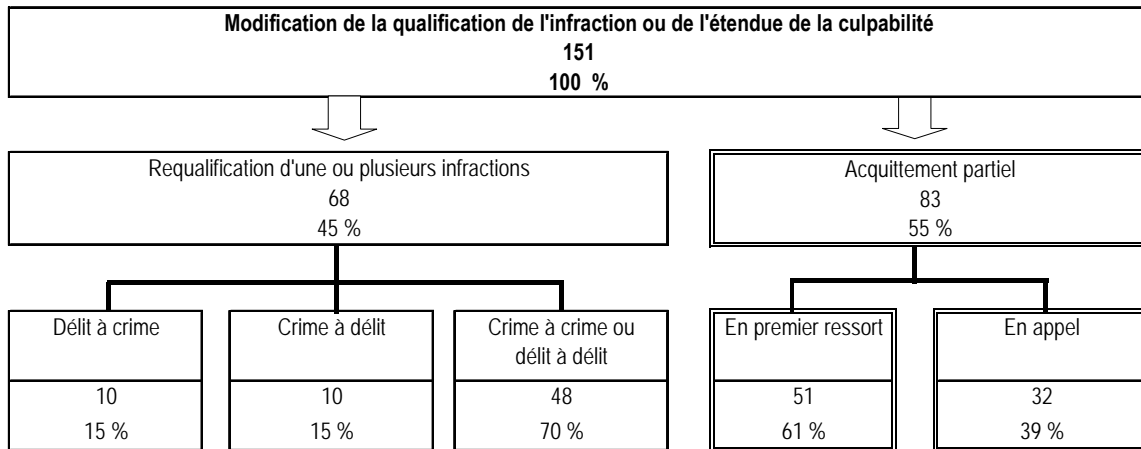 Modification de la qualification de l'infraction ou de l'étendue de la culpabilité
151
100 %
Requalification d'une ou plusieurs infractions
68
45 %
Acquittement partiel
83
55 %
Délit à crime
10
15 %
Crime à délit
10
15 %
Crime à crime ou
délit à délit
48
70 %
En premier ressort
51
61 %
En appel
32
39 %